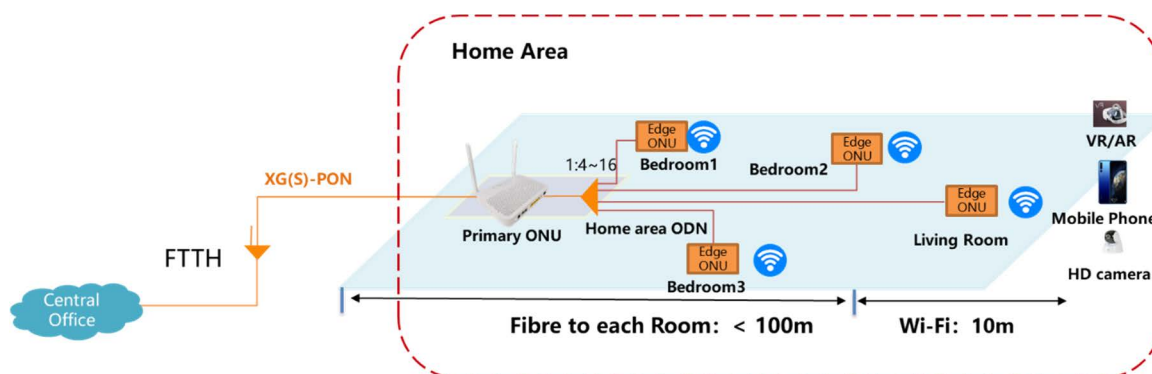 Home Area
Edge
ONU
Bedroom1
Edge
ONU
Bedroom2
VR/AR
1:4~16
XG(S)-PON
Primary ONU
Home area ODN
Edge
ONU
Living Room
Mobile Phone
FTTH
Edge
ONU
Bedroom3
HD camera
Central
Office
Fibre to each Room: < 100m
Wi-Fi: 10m